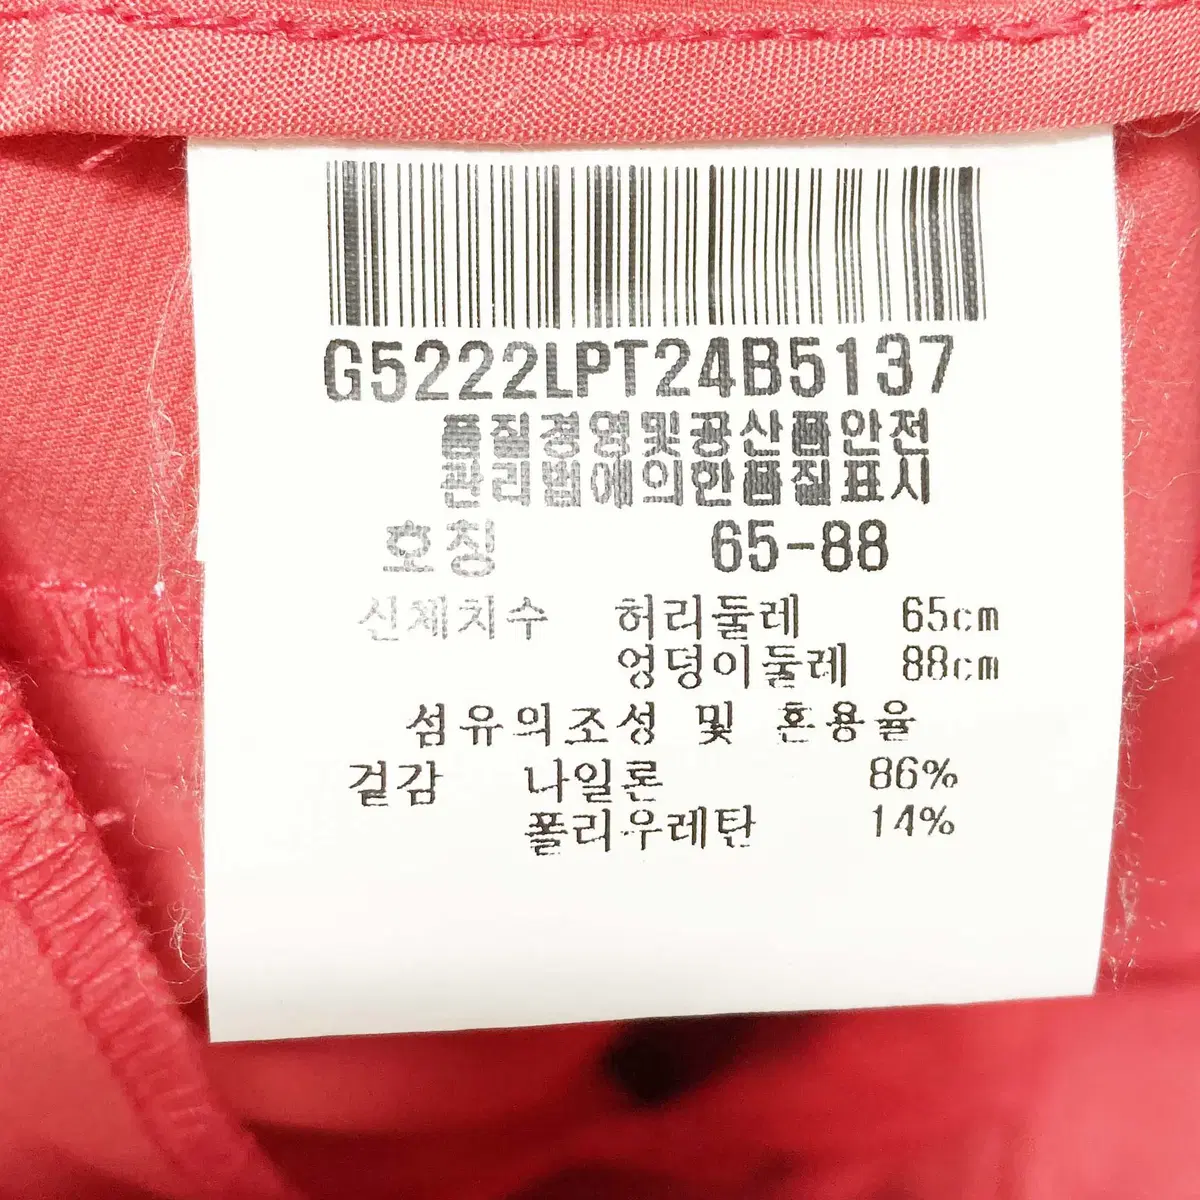 G5222LPT24B5137
품질경영및공산품안전
관리법에의한품질표시
호칭 65-88
신체치수 허리둘레 65cm
엉덩이둘레 88cm
섬유의조성 및 혼용율
겉감 나일론 86%
폴리우레탄 14%